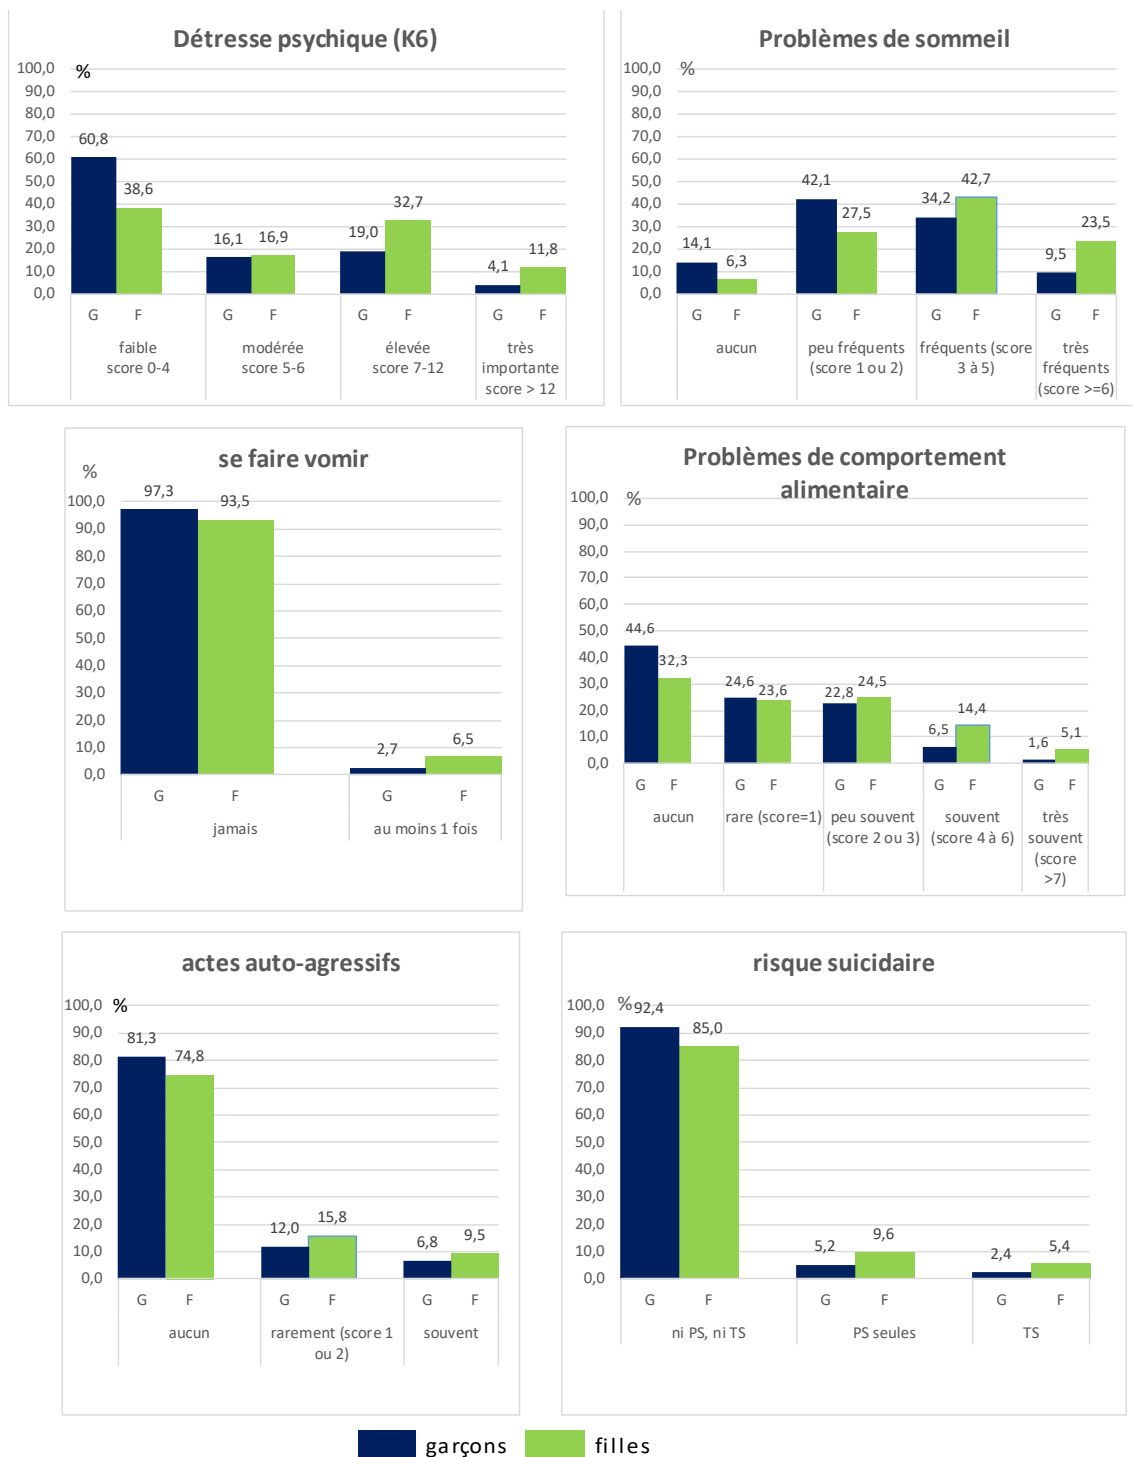 Détresse psychique (K6)
%
100,0
90,0
80,0
70,0
60,0
50,0
40,0
30,0
20,0
10,0
0,0
60,8
38,6
16,1
16,9
19,0
32,7
4,1
11,8
G F G F G F G F
faible
score 0-4
modérée
score 5-6
élevée
score 7-12
très
importante
score > 12
Problèmes de sommeil
%
100,0
90,0
80,0
70,0
60,0
50,0
40,0
30,0
20,0
10,0
0,0
14,1
6,3
42,1
27,5
34,2
42,7
9,5
23,5
G F G F G F G F
aucun
peu fréquents
(score 1 ou 2)
fréquents (score
3 à 5)
très
fréquents
(score >=6)
se faire vomir
%
100,0
90,0
80,0
70,0
60,0
50,0
40,0
30,0
20,0
10,0
0,0
97,3
93,5
2,7
6,5
G F G F
jamais
au moins 1 fois
Problèmes de comportement
alimentaire
%
100,0
90,0
80,0
70,0
60,0
50,0
40,0
30,0
20,0
10,0
0,0
44,6
32,3
24,6
23,6
22,8
24,5
6,5
14,4
1,6
5,1
G F G F G F G F G F
aucun
rare (score=1)
peu souvent
(score 2 ou 3)
souvent
(score 4 à 6)
très
souvent
(score
>7)
actes auto-agressifs
%
100,0
90,0
80,0
70,0
60,0
50,0
40,0
30,0
20,0
10,0
0,0
81,3
74,8
12,0
15,8
6,8
9,5
G F G F G F
aucun
rarement (score 1
ou 2)
souvent
risque suicidaire
%
100,0
90,0
80,0
70,0
60,0
50,0
40,0
30,0
20,0
10,0
0,0
92,4
85,0
5,2
9,6
2,4
5,4
G F G F G F
ni PS, ni TS
PS seules
TS
garçons filles